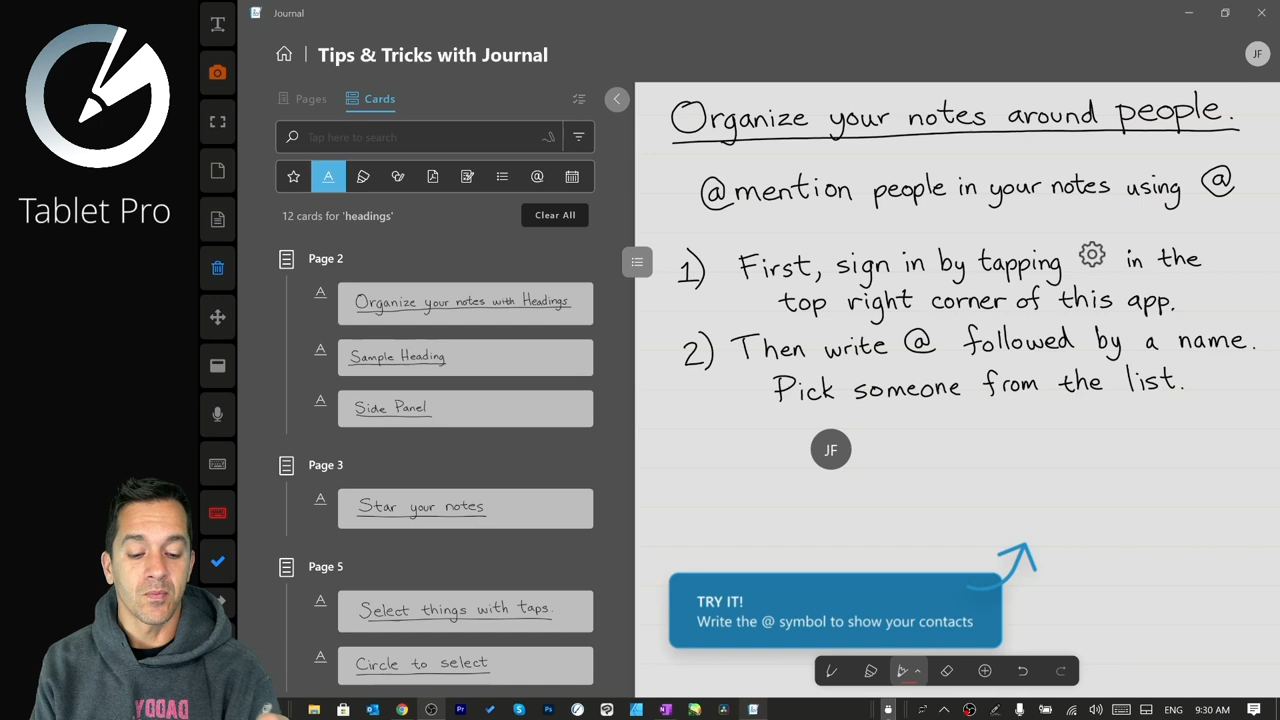 Journal
Tips & Tricks with Journal
JF
Pages
Cards
Tap here to search
12 cards for 'headings'
Clear All
Page 2
Organize your notes with Headings
Sample Heading
Side Panel
Page 3
Star your notes
Page 5
Select things with taps.
Circle to select
Organize your notes around people.
@mention people in your notes using @
1) First, sign in by tapping in the
top right corner of this app.
2) Then write @ followed by a name.
Pick someone from the list.
JF
TRY IT!
Write the @ symbol to show your contacts
Tablet Pro
DADDY
9:30 AM